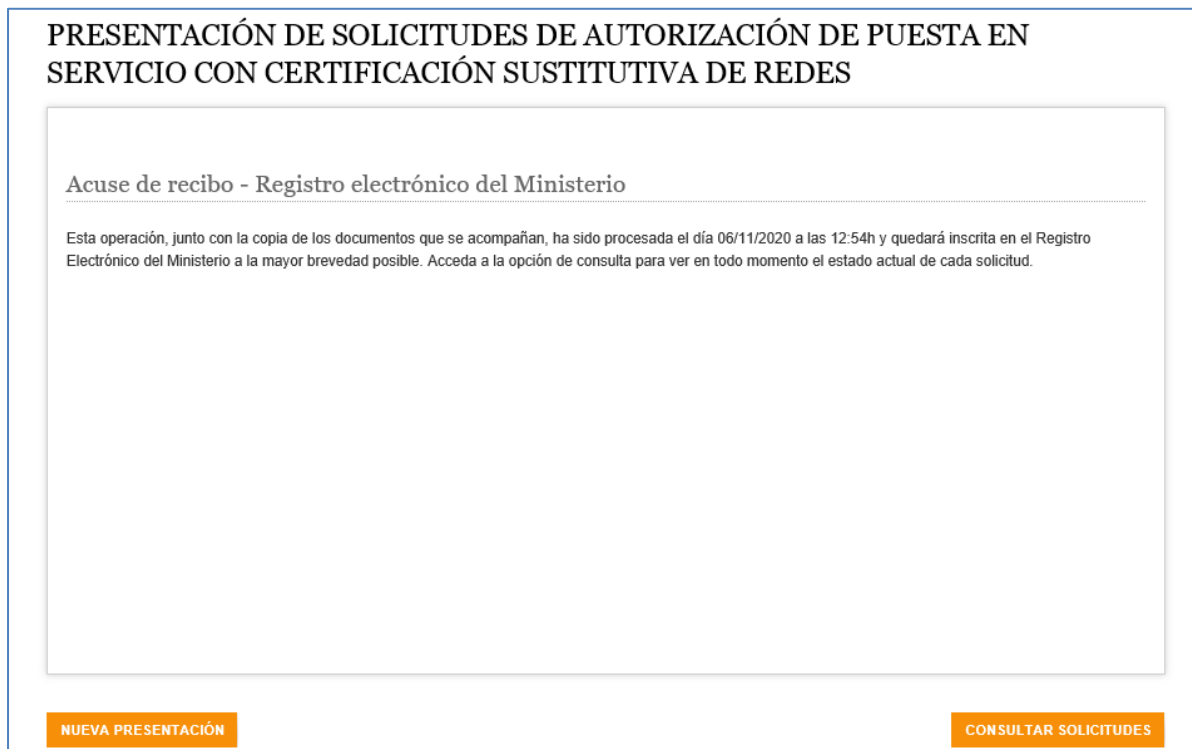 PRESENTACIÓN DE SOLICITUDES DE AUTORIZACIÓN DE PUESTA EN
SERVICIO CON CERTIFICACIÓN SUSTITUTIVA DE REDES
Acuse de recibo - Registro electrónico del Ministerio
Esta operación, junto con la copia de los documentos que se acompañan, ha sido procesada el día 06/11/2020 a las 12:54h y quedará inscrita en el Registro
Electrónico del Ministerio a la mayor brevedad posible. Acceda a la opción de consulta para ver en todo momento el estado actual de cada solicitud.
NUEVA PRESENTACIÓN
CONSULTAR SOLICITUDES